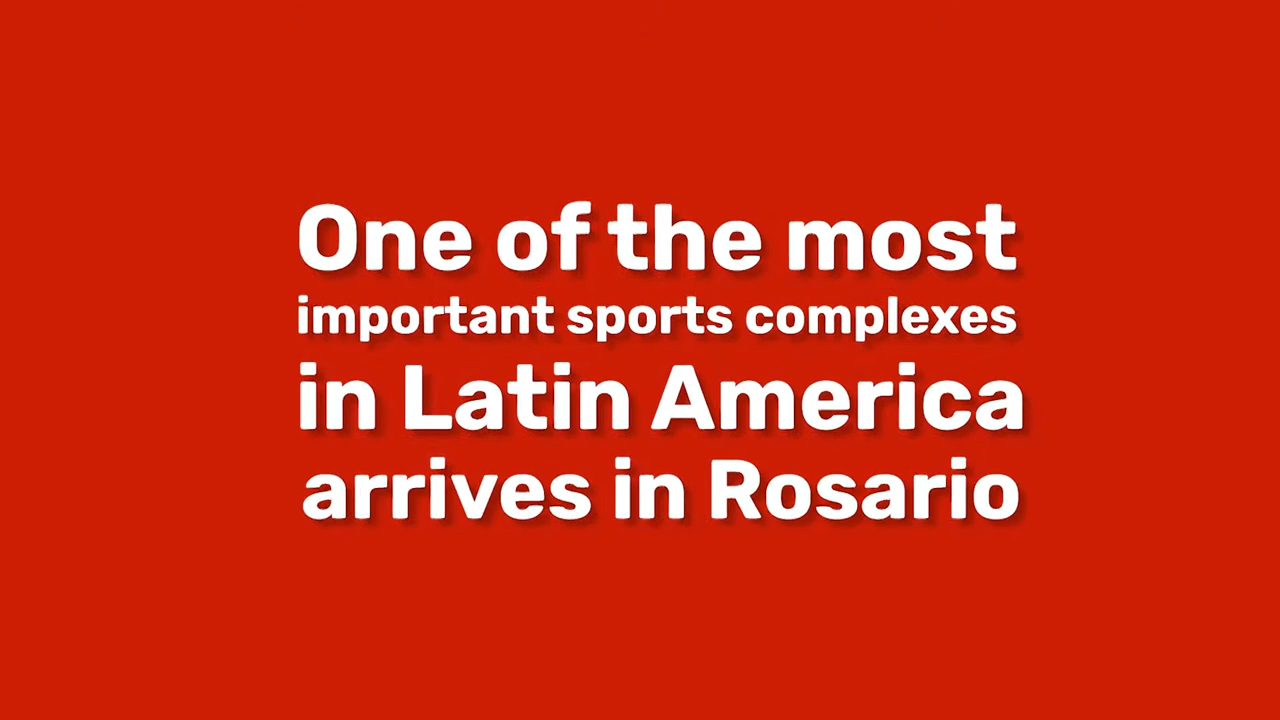 One of the most
important sports complexes
in Latin America
arrives in Rosario